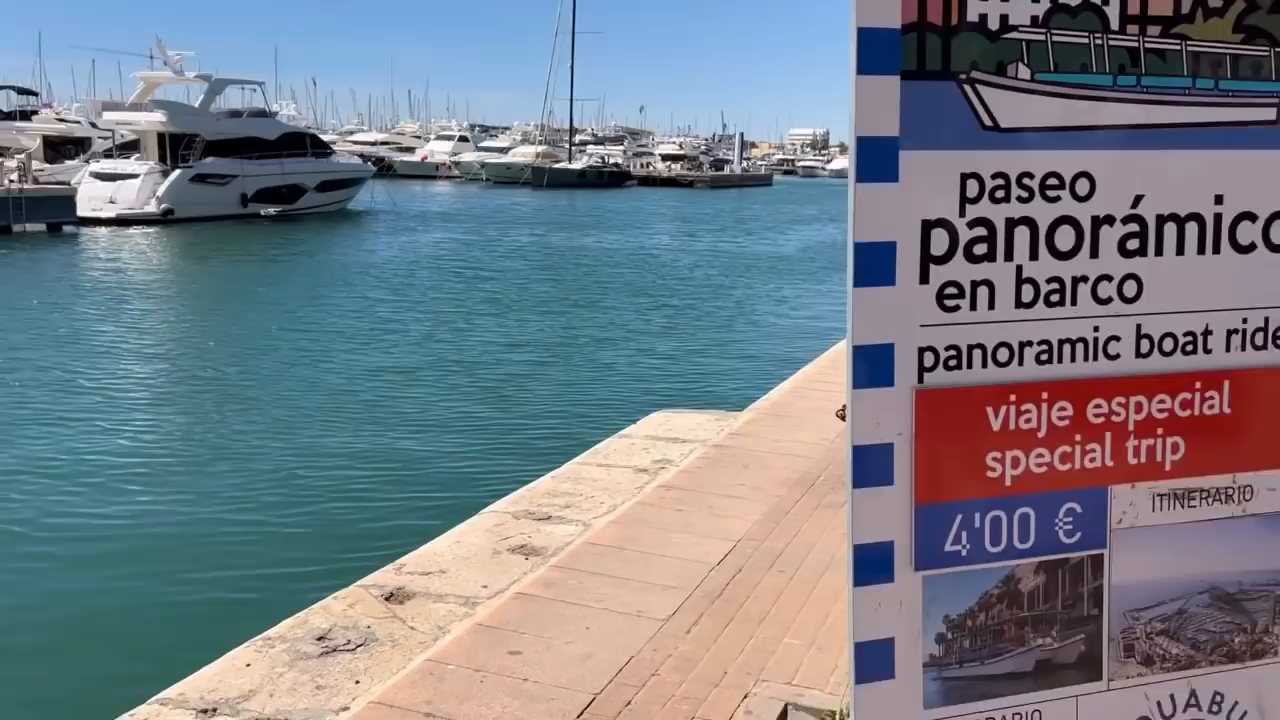 paseo
panorámico
en barco
panoramic boat ride
viaje especial
special trip
4'00 €
ITINERARIO